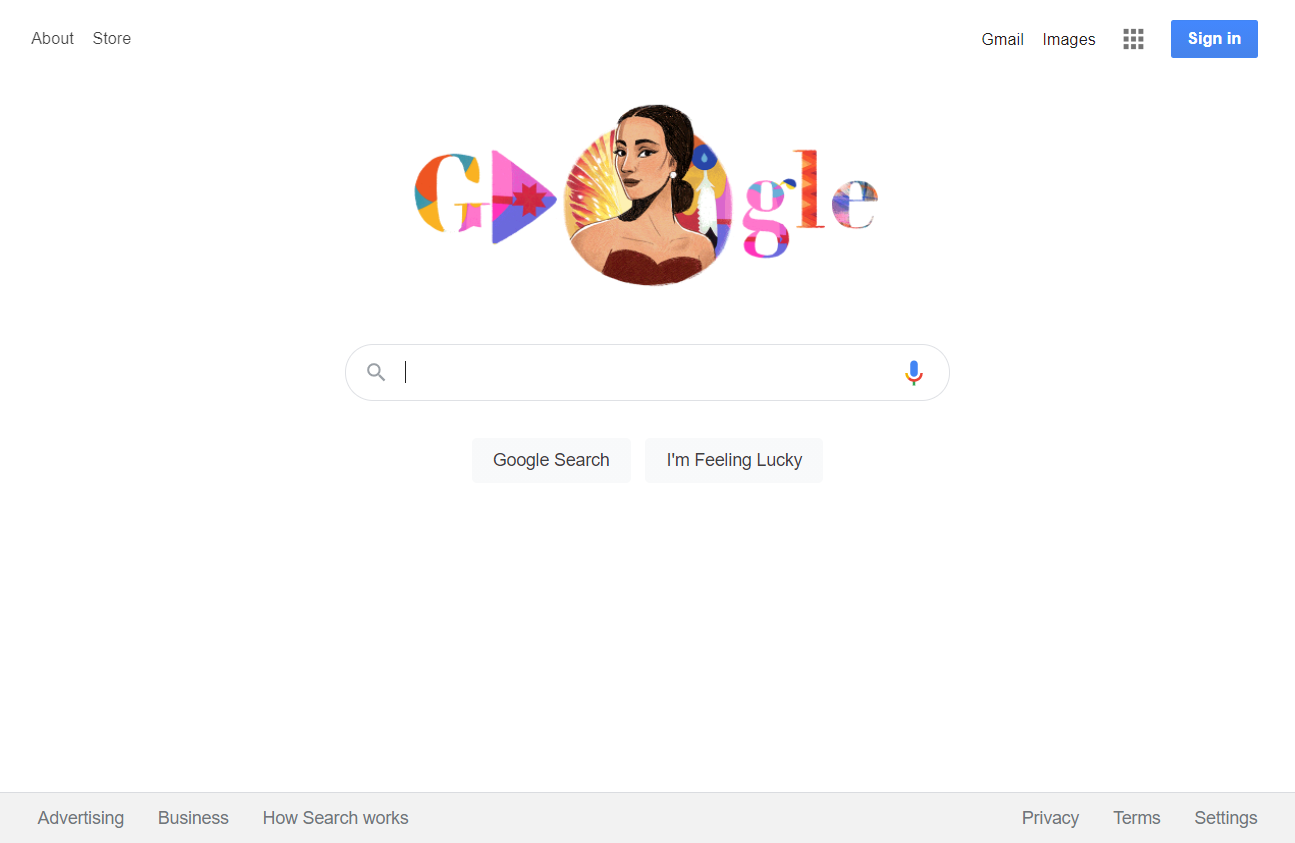 About Store
Gmail Images Sign in
Google
Google Search I'm Feeling Lucky
Advertising Business How Search works
Privacy Terms Settings